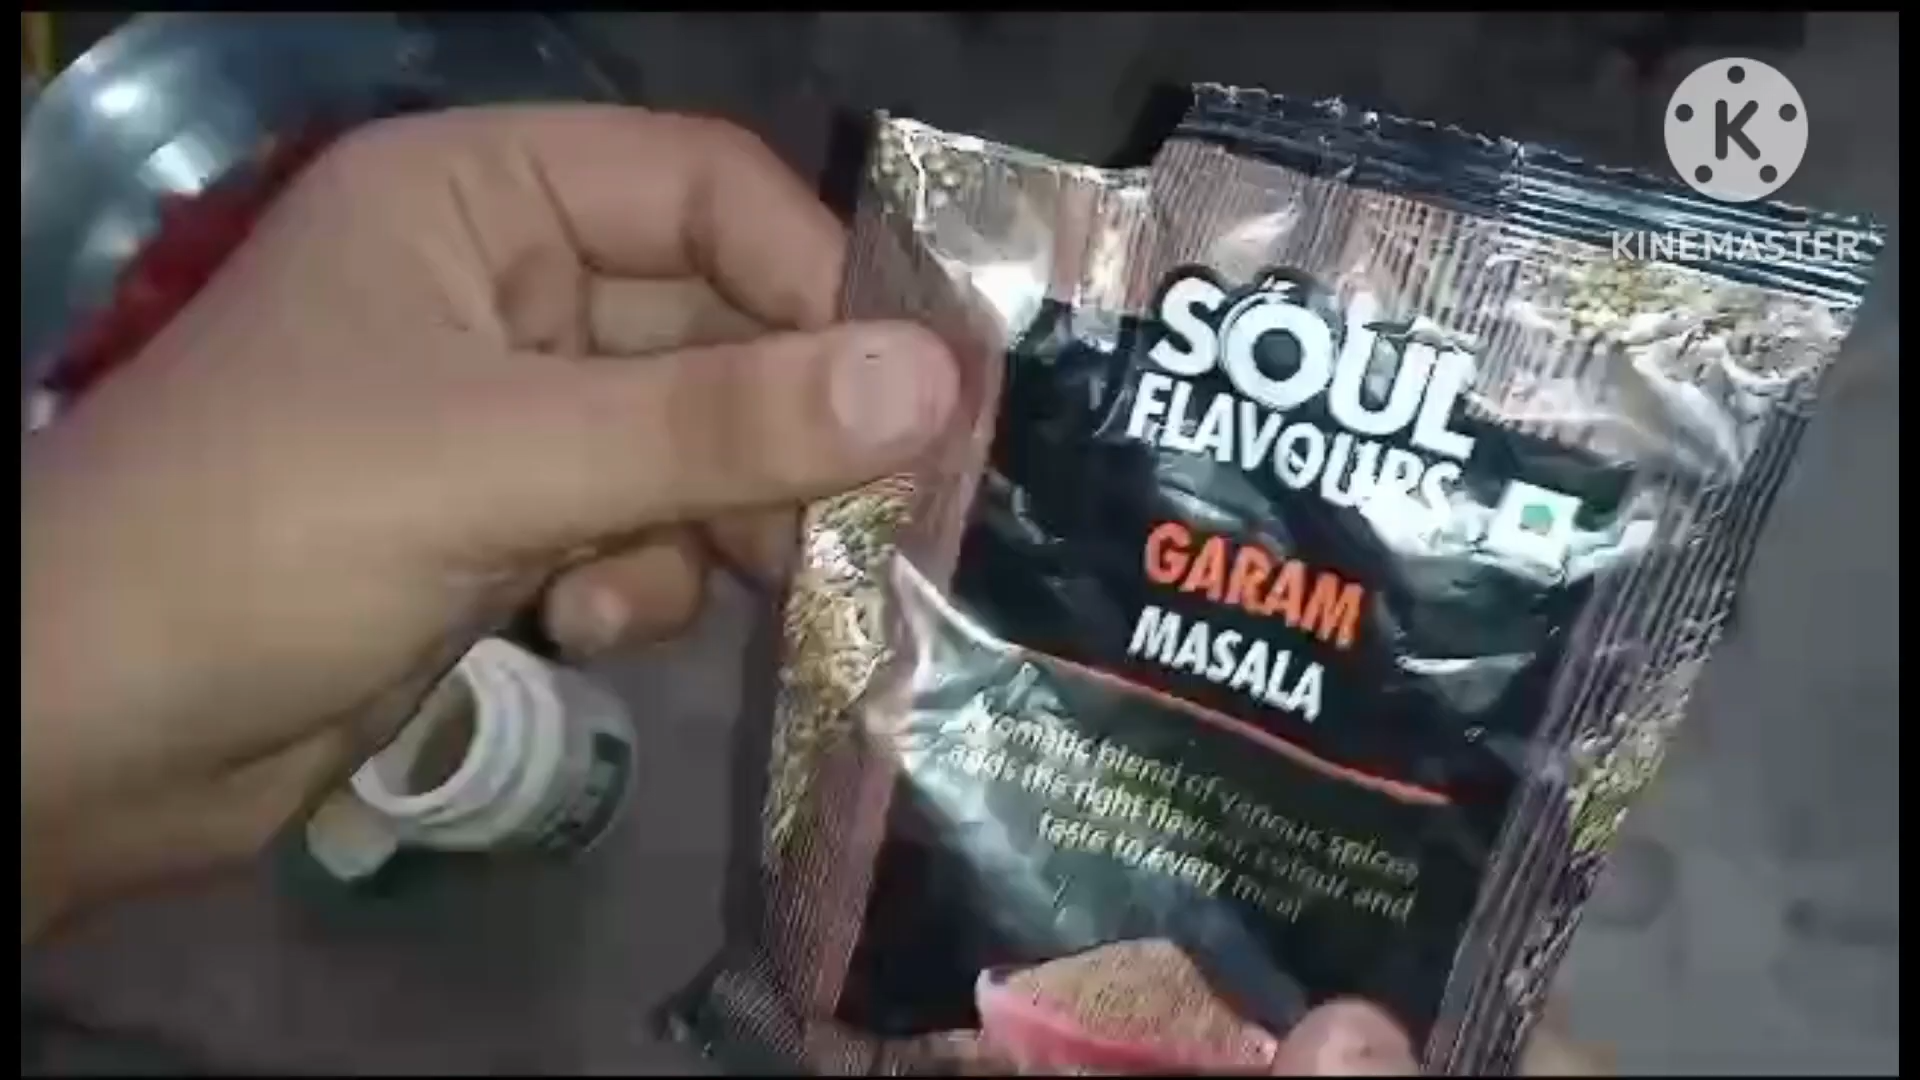 K
KINEMASTER
SOUL
FLAVOURS
GARAM
MASALA
Aromatic blend of various spices
adds the right flavour, colour and
taste to every meal